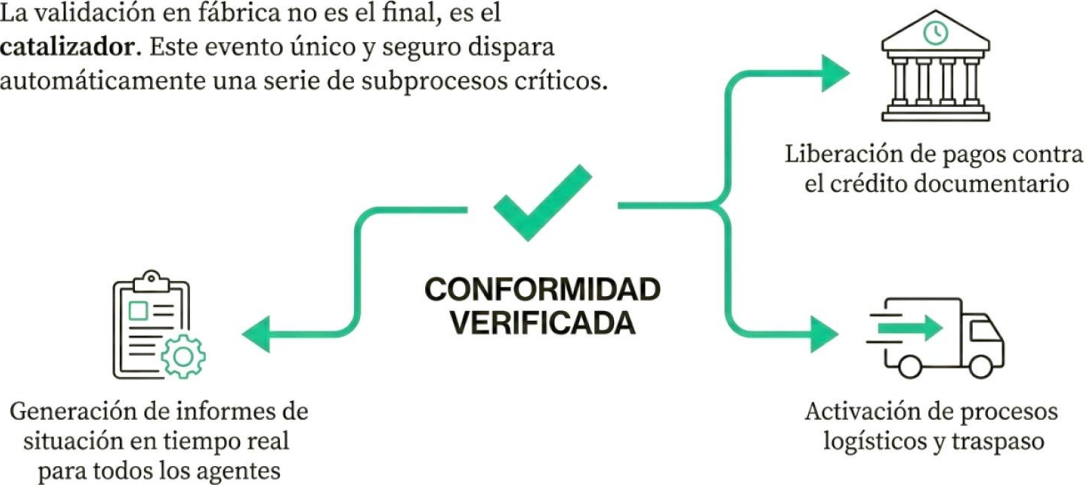 La validación en fábrica no es el final, es el
catalizador. Este evento único y seguro dispara
automáticamente una serie de subprocesos críticos.
Liberación de pagos contra
el crédito documentario
CONFORMIDAD
VERIFICADA
Generación de informes de
situación en tiempo real
para todos los agentes
Activación de procesos
logísticos y traspaso